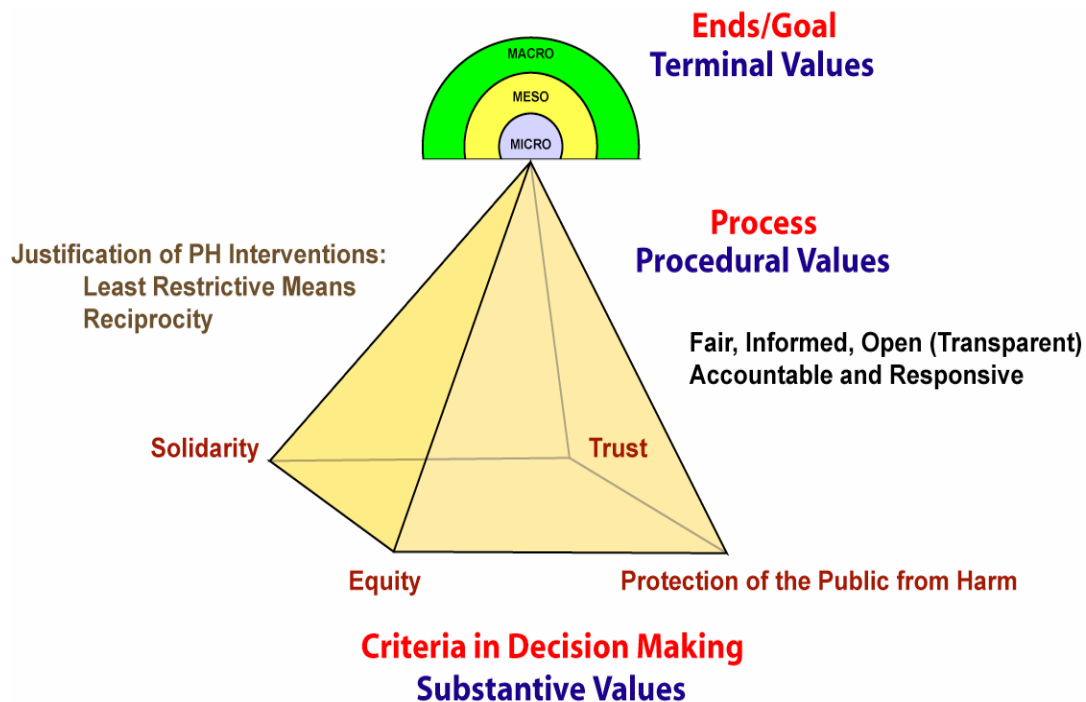 Ends/Goal
Terminal Values
MACRO
MESO
MICRO
Process
Procedural Values
Justification of PH Interventions:
Least Restrictive Means
Reciprocity
Fair, Informed, Open (Transparent)
Accountable and Responsive
Solidarity
Trust
Equity
Protection of the Public from Harm
Criteria in Decision Making
Substantive Values